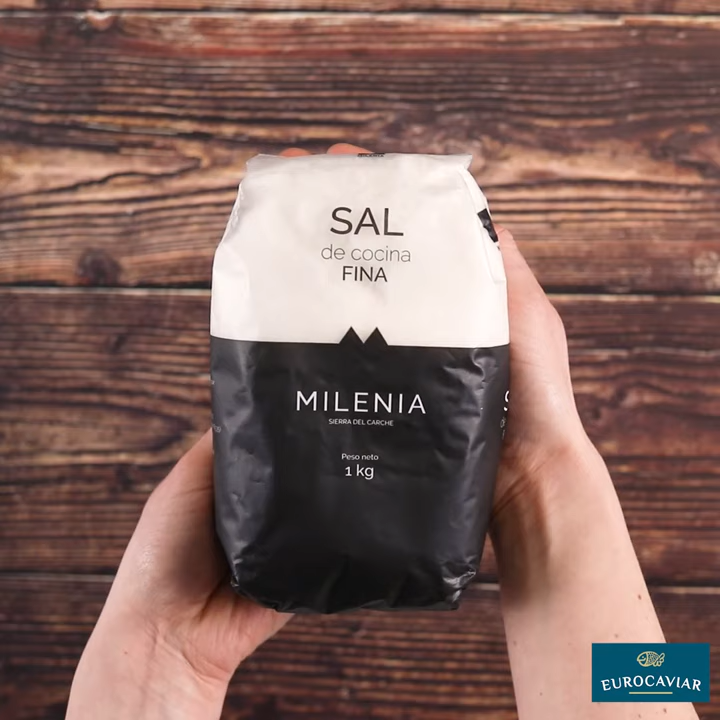 SAL
de cocina
FINA
MILENIA
SIERRA DEL CARCHE
Peso neto
1 kg
EUROCAVIAR